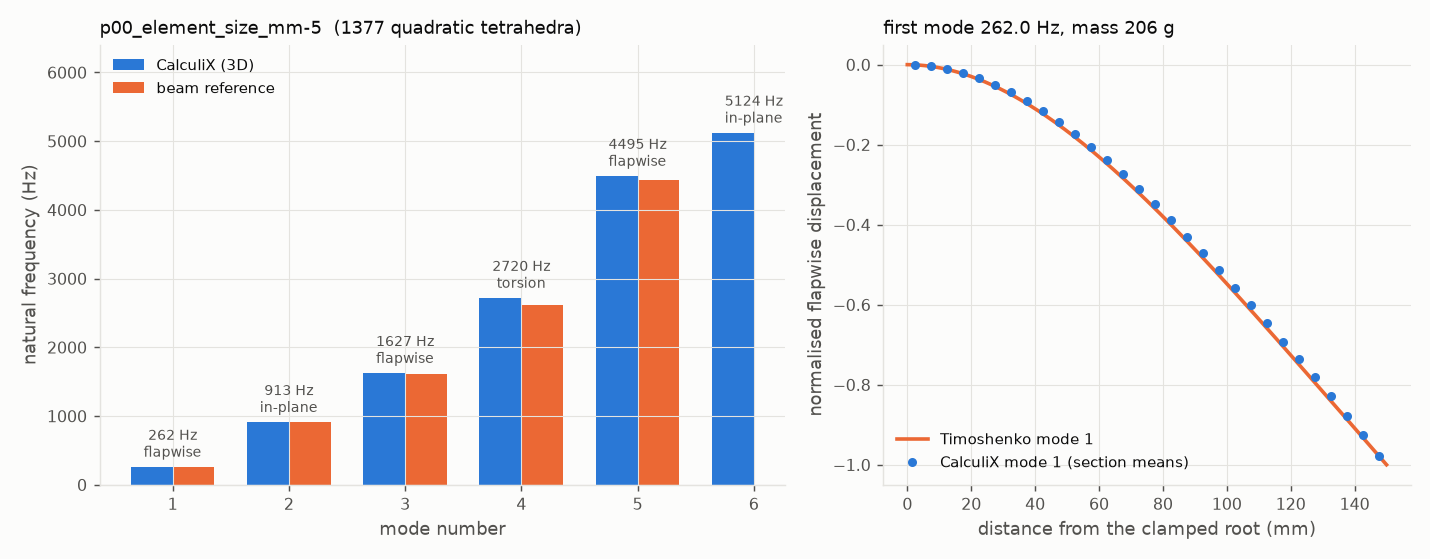 p00_element_size_mm-5  (1377 quadratic tetrahedra)
CalculiX (3D)
beam reference
natural frequency (Hz)
6000
5000
4000
3000
2000
1000
0
262 Hz
flapwise
913 Hz
in-plane
1627 Hz
flapwise
2720 Hz
torsion
4495 Hz
flapwise
5124 Hz
in-plane
1 2 3 4 5 6
mode number
first mode 262.0 Hz, mass 206 g
normalised flapwise displacement
0.0
−0.2
−0.4
−0.6
−0.8
−1.0
Timoshenko mode 1
CalculiX mode 1 (section means)
0 20 40 60 80 100 120 140
distance from the clamped root (mm)